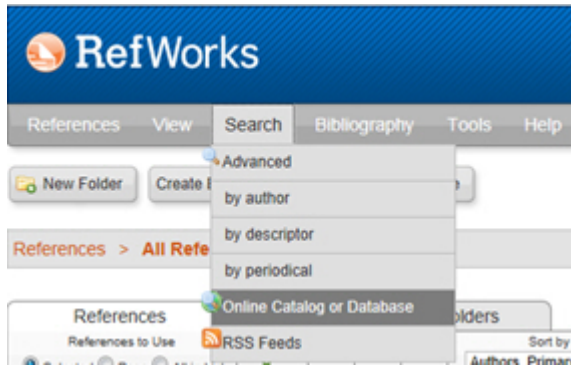 RefWorks
References View Search Bibliography Tools Help
Advanced
New Folder Create
by author
by descriptor
References > All Refe
by periodical
Online Catalog or Database
References olders
References to Use RSS Feeds Sort by
Authors, Primar